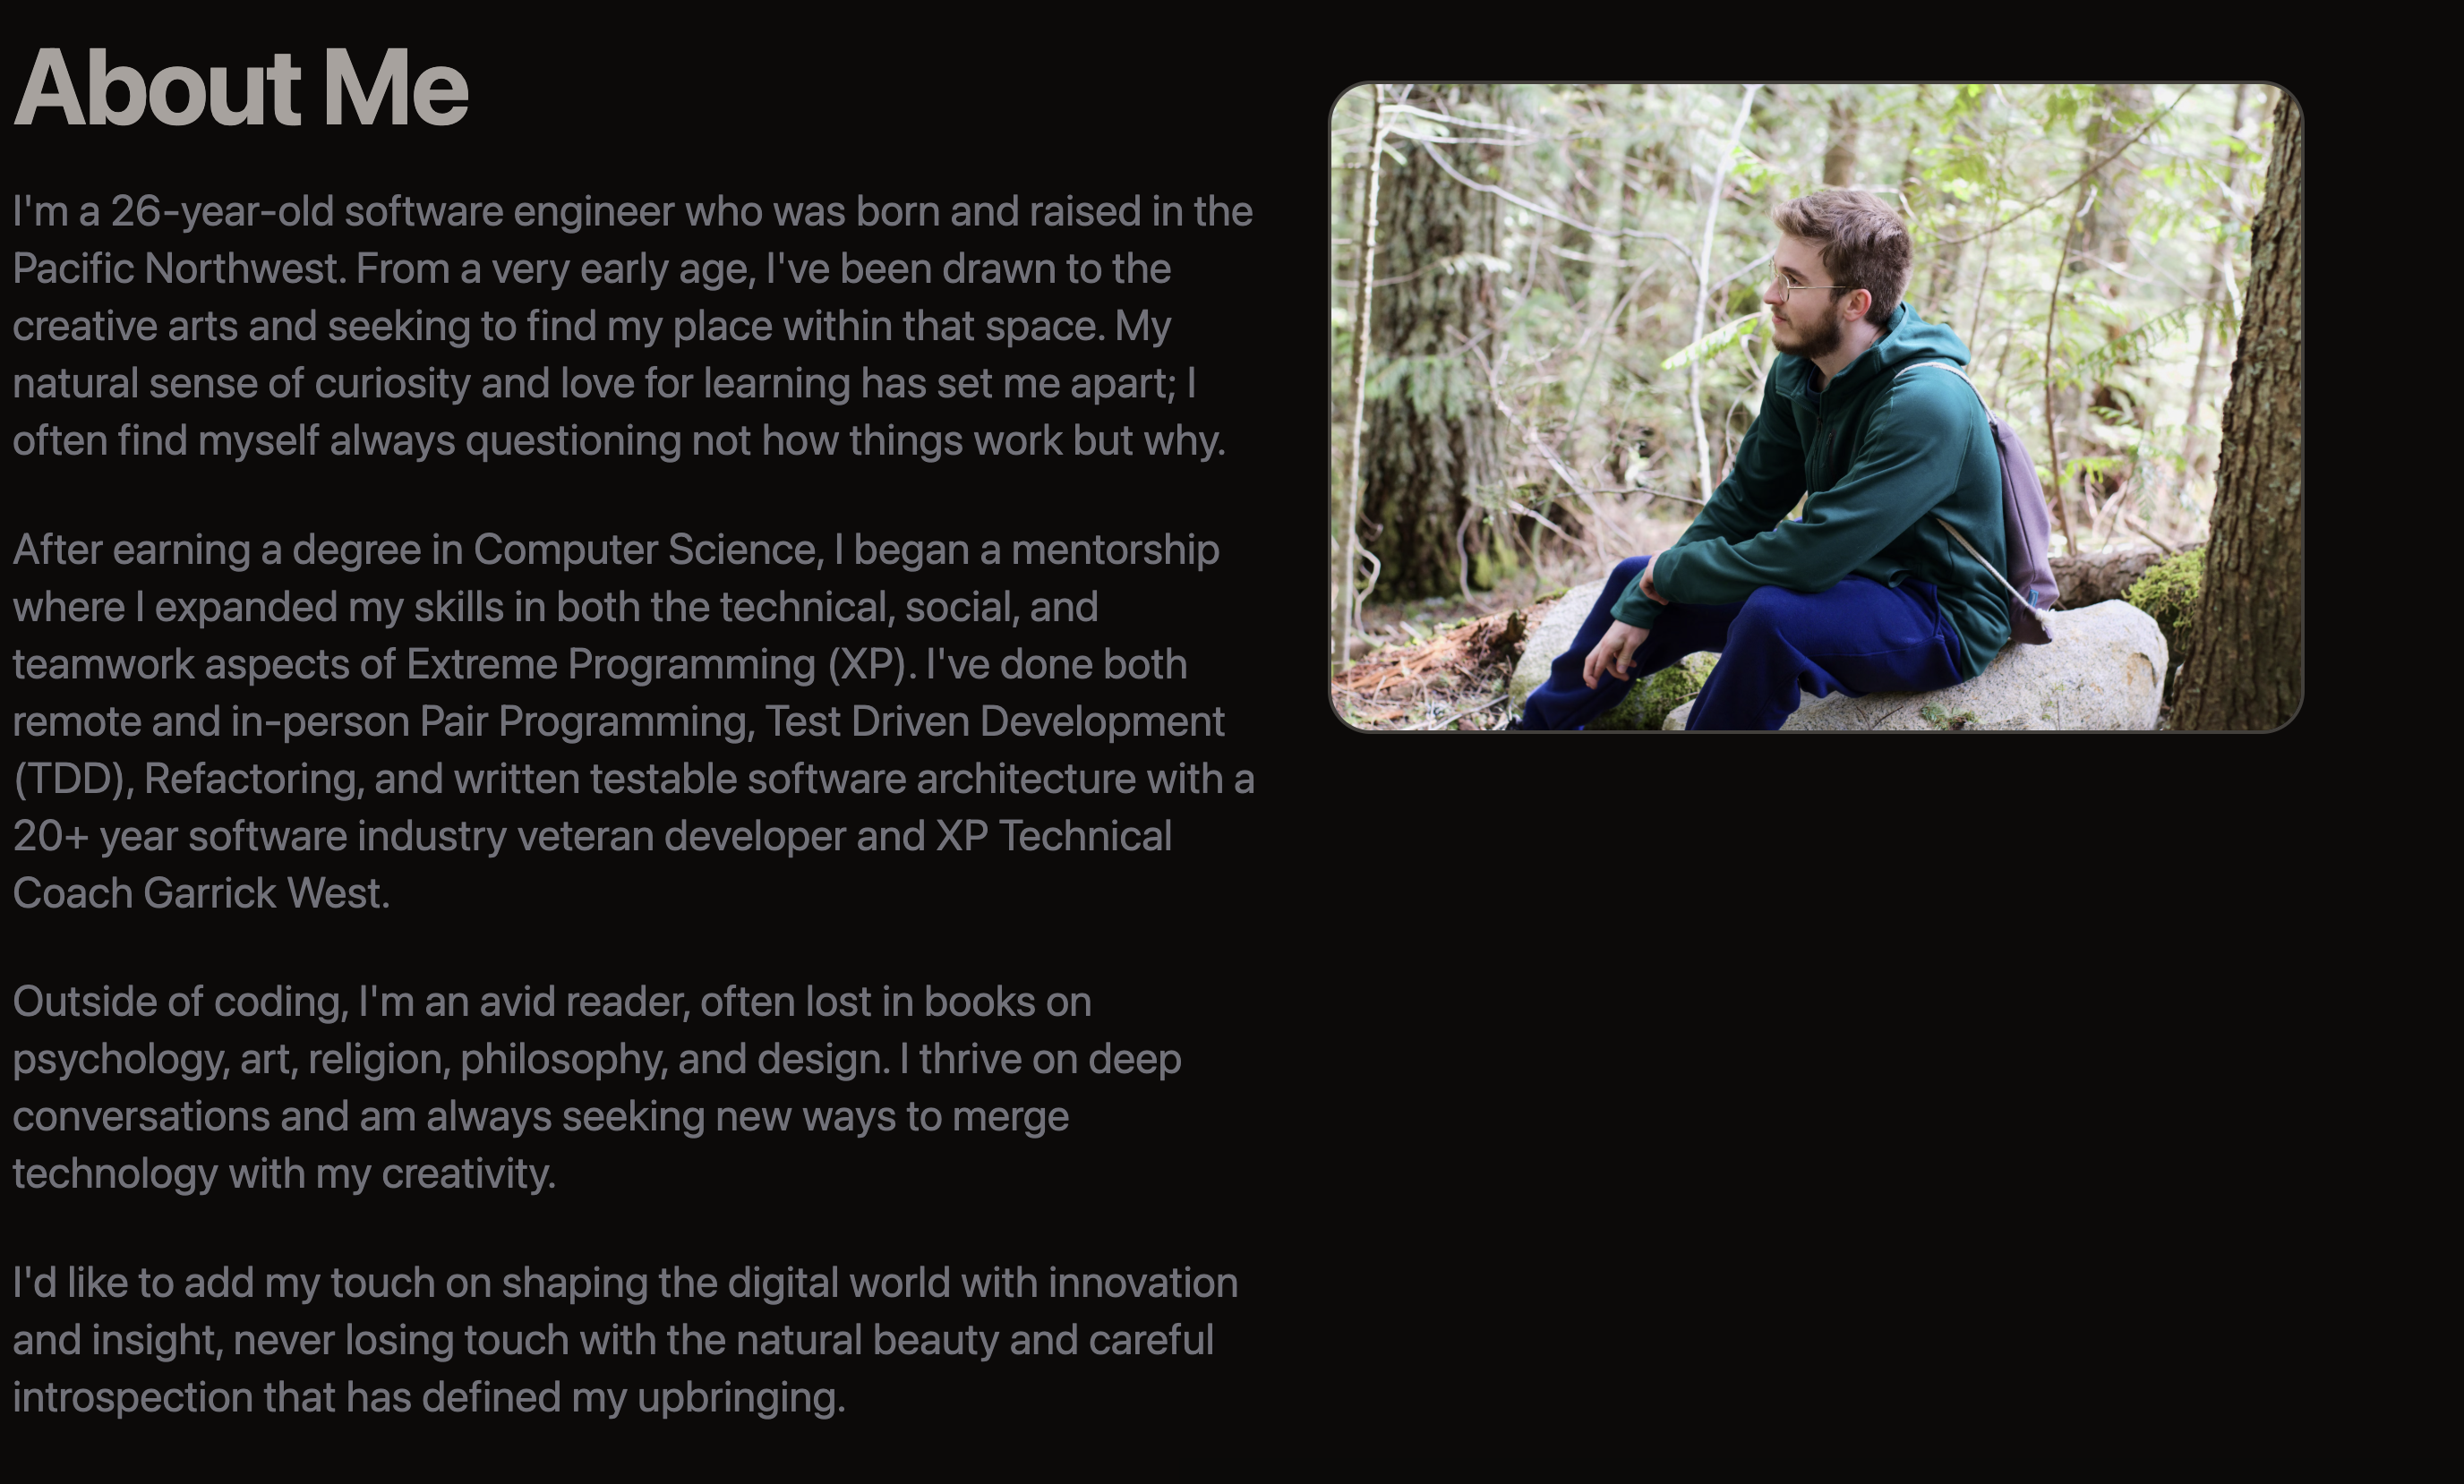 About Me
I'm a 26-year-old software engineer who was born and raised in the
Pacific Northwest. From a very early age, I've been drawn to the
creative arts and seeking to find my place within that space. My
natural sense of curiosity and love for learning has set me apart; I
often find myself always questioning not how things work but why.
After earning a degree in Computer Science, I began a mentorship
where I expanded my skills in both the technical, social, and
teamwork aspects of Extreme Programming (XP). I've done both
remote and in-person Pair Programming, Test Driven Development
(TDD), Refactoring, and written testable software architecture with a
20+ year software industry veteran developer and XP Technical
Coach Garrick West.
Outside of coding, I'm an avid reader, often lost in books on
psychology, art, religion, philosophy, and design. I thrive on deep
conversations and am always seeking new ways to merge
technology with my creativity.
I'd like to add my touch on shaping the digital world with innovation
and insight, never losing touch with the natural beauty and careful
introspection that has defined my upbringing.